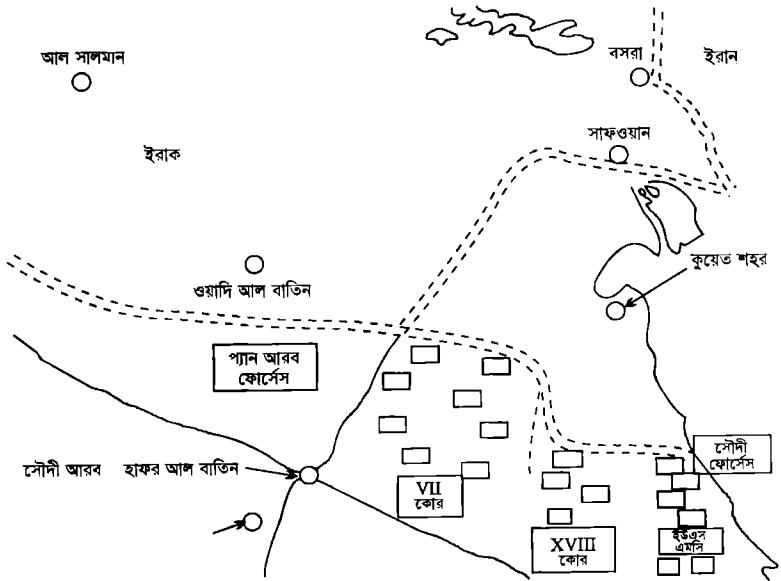 আল সালমান
বসরা
ইরান
সাফওয়ান
ইরাক
কুয়েত শহর
ওয়াদি আল বাতিন
প্যান আরব
ফোর্সেস
সৌদী আরব
হাফর আল বাতিন
সৌদী
ফোর্সেস
VII
কোর
XVIII
কোর
ইউএস
এমসি